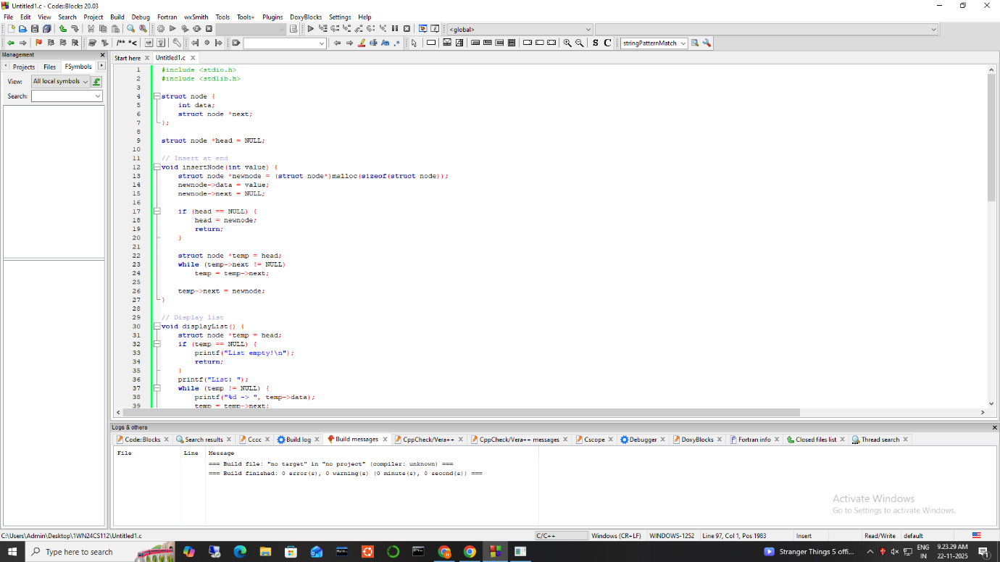 Untitled1.c - Code::Blocks 20.03
File Edit View Search Project Build Debug Fortran wxSmith Tools Tools+ Plugins DoxyBlocks Settings Help
<global>
/** *< stringPatternMatch
S C
Management
Start here Untitled1.c
Projects Files FSymbols
View: All local symbols
Search:
1 #include <stdio.h>
2 #include <stdlib.h>
3
4 struct node {
5 int data;
6 struct node *next;
7 };
8
9 struct node *head = NULL;
10
11 // Insert at end
12 void insertNode(int value) {
13 struct node *newnode = (struct node*)malloc(sizeof(struct node));
14 newnode->data = value;
15 newnode->next = NULL;
16
17 if (head == NULL) {
18 head = newnode;
19 return;
20 }
21
22 struct node *temp = head;
23 while (temp->next != NULL)
24 temp = temp->next;
25
26 temp->next = newnode;
27 }
28
29 // Display list
30 void displayList() {
31 struct node *temp = head;
32 if (temp == NULL) {
33 printf("List empty!\n");
34 return;
35 }
36 printf("List: ");
37 while (temp != NULL) {
38 printf("%d -> ", temp->data);
39 temp = temp->next;
Logs & others
Code::Blocks Search results Cccc Build log Build messages CppCheck/Vera++ CppCheck/Vera++ messages Cscope Debugger DoxyBlocks Fortran info Closed files list Thread search
File Line Message
=== Build file: "no target" in "no project" (compiler: unknown) ===
=== Build finished: 0 error(s), 0 warning(s) (0 minute(s), 0 second(s)) ===
Activate Windows
Go to Settings to activate Windows.
C:\Users\Admin\Desktop\1WN24CS112\Untitled1.c C/C++ Windows (CR+LF) WINDOWS-1252 Line 97, Col 1, Pos 1983 Insert Read/Write default
Type here to search
Stranger Things 5 offi...
ENG
IN
9.23.29 AM
22-11-2025
1